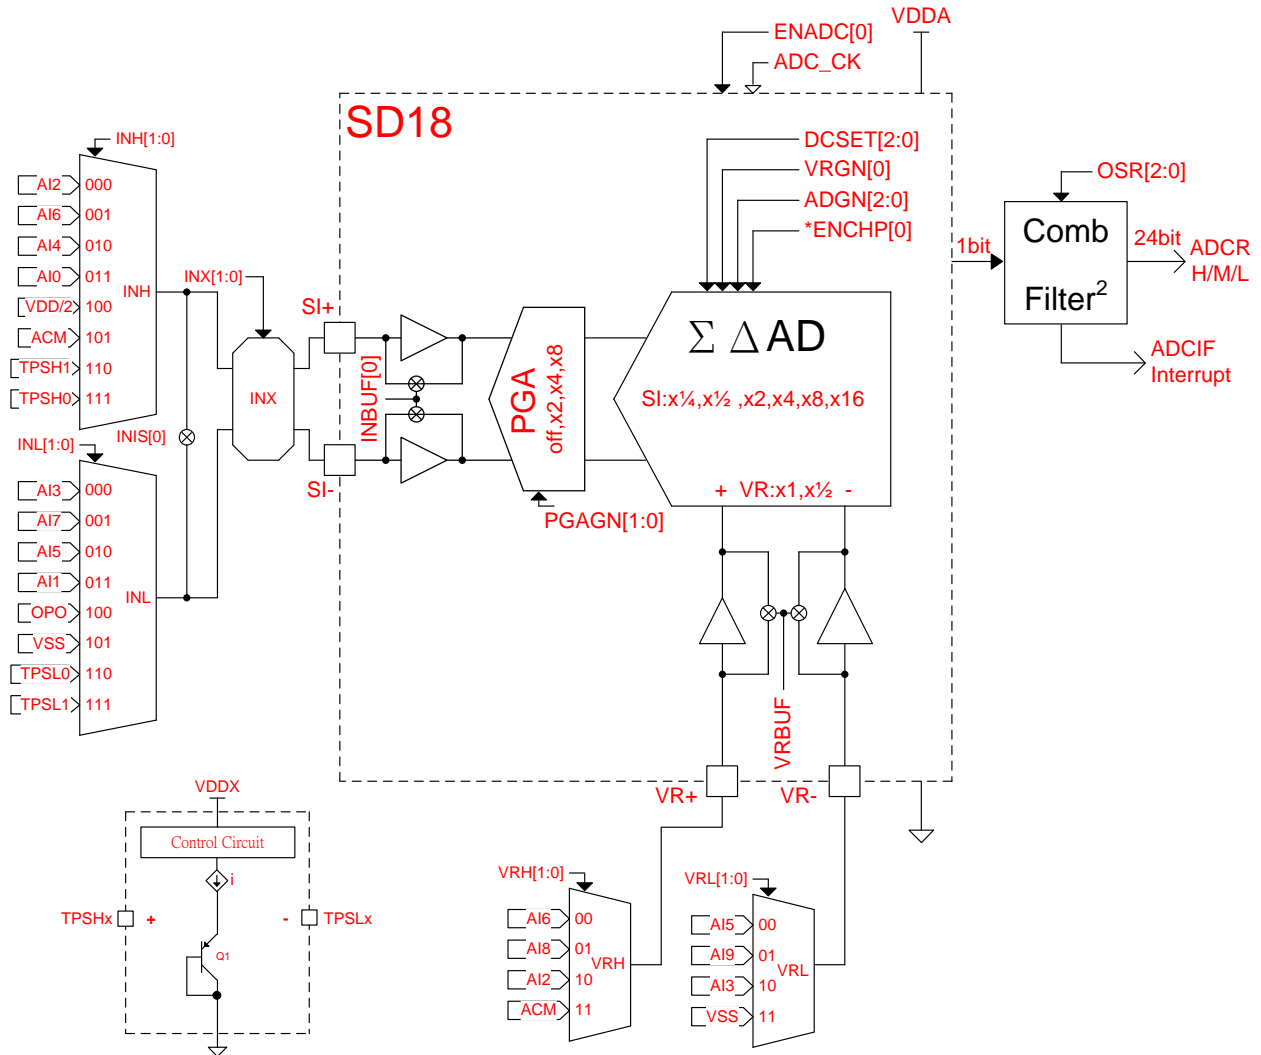 ENADC[0]
VDDA
ADC_CK
SD18
INH[1:0]
DCSET[2:0]
VRGN[0]
ADGN[2:0]
*ENCHP[0]
OSR[2:0]
AI2 000
AI6 001
AI4 010
AI0 011
VDD/2 100
ACM 101
TPSH1 110
TPSH0 111
INH
INX[1:0]
INX
INIS[0]
SI+
SI-
INBUF[0]
PGA
off,x2,x4,x8
PGAGN[1:0]
Σ Δ AD
SI:x¼,x½ ,x2,x4,x8,x16
+ VR:x1,x½ -
1bit
Comb
Filter²
24bit
ADCR
H/M/L
ADCIF
Interrupt
INL[1:0]
AI3 000
AI7 001
AI5 010
AI1 011
OPO 100
VSS 101
TPSL0 110
TPSL1 111
INL
VRBUF
VR+
VR-
VDDX
Control Circuit
i
TPSHx + - TPSLx
Q1
VRH[1:0]
AI6 00
AI8 01
AI2 10
ACM 11
VRH
VRL[1:0]
AI5 00
AI9 01
AI3 10
VSS 11
VRL